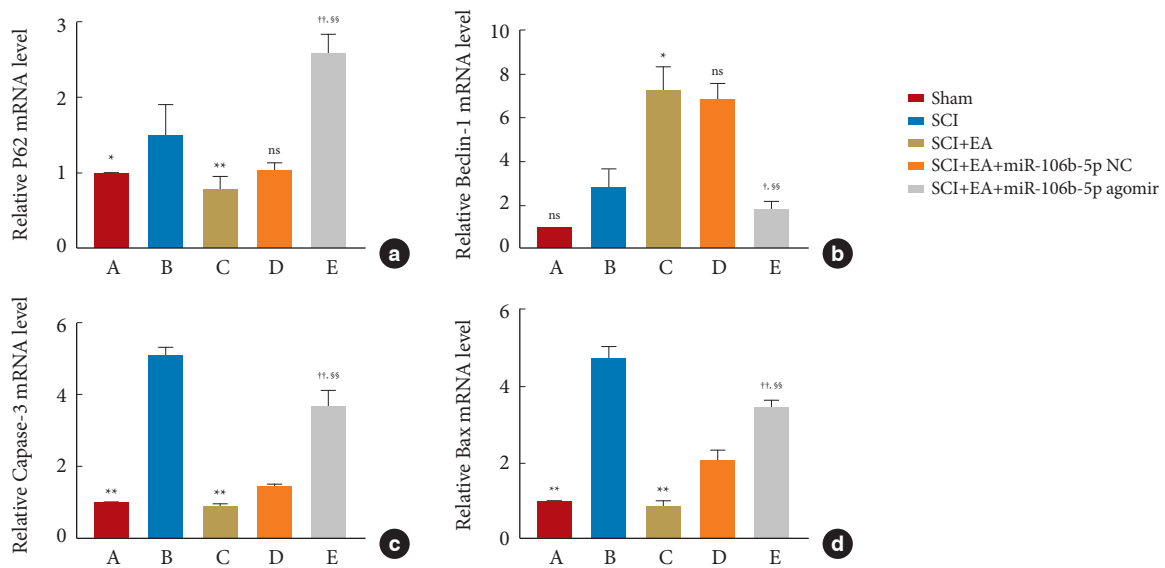 Relative P62 mRNA level
3
2
1
0
*
**
ns
††, §§
A B C D E
a
Relative Beclin-1 mRNA level
10
8
6
4
2
0
ns
*
ns
†, §§
A B C D E
b
Sham
SCI
SCI+EA
SCI+EA+miR-106b-5p NC
SCI+EA+miR-106b-5p agomir
Relative Capase-3 mRNA level
6
4
2
0
**
**
††, §§
A B C D E
c
Relative Bax mRNA level
6
4
2
0
**
**
††, §§
A B C D E
d